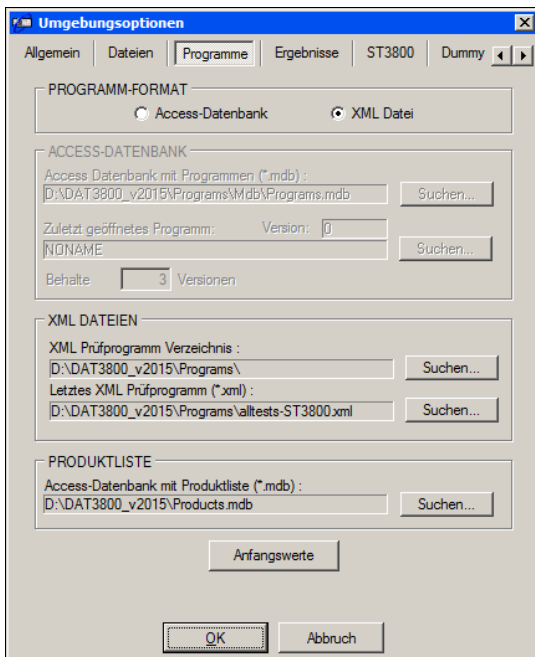 Umgebungsoptionen
Allgemein Dateien Programme Ergebnisse ST3800 Dummy
PROGRAMM-FORMAT
Access-Datenbank XML Datei
ACCESS-DATENBANK
Access Datenbank mit Programmen (*.mdb) :
D:\DAT3800_v2015\Programs\Mdb\Programs.mdb Suchen...
Zuletzt geöffnetes Programm: Version: 0
NONAME Suchen...
Behalte 3 Versionen
XML DATEIEN
XML Prüfprogramm Verzeichnis :
D:\DAT3800_v2015\Programs\ Suchen...
Letztes XML Prüfprogramm (*.xml) :
D:\DAT3800_v2015\Programs\alltests-ST3800.xml Suchen...
PRODUKTLISTE
Access-Datenbank mit Produktliste (*.mdb) :
D:\DAT3800_v2015\Products.mdb Suchen...
Anfangswerte
OK Abbruch